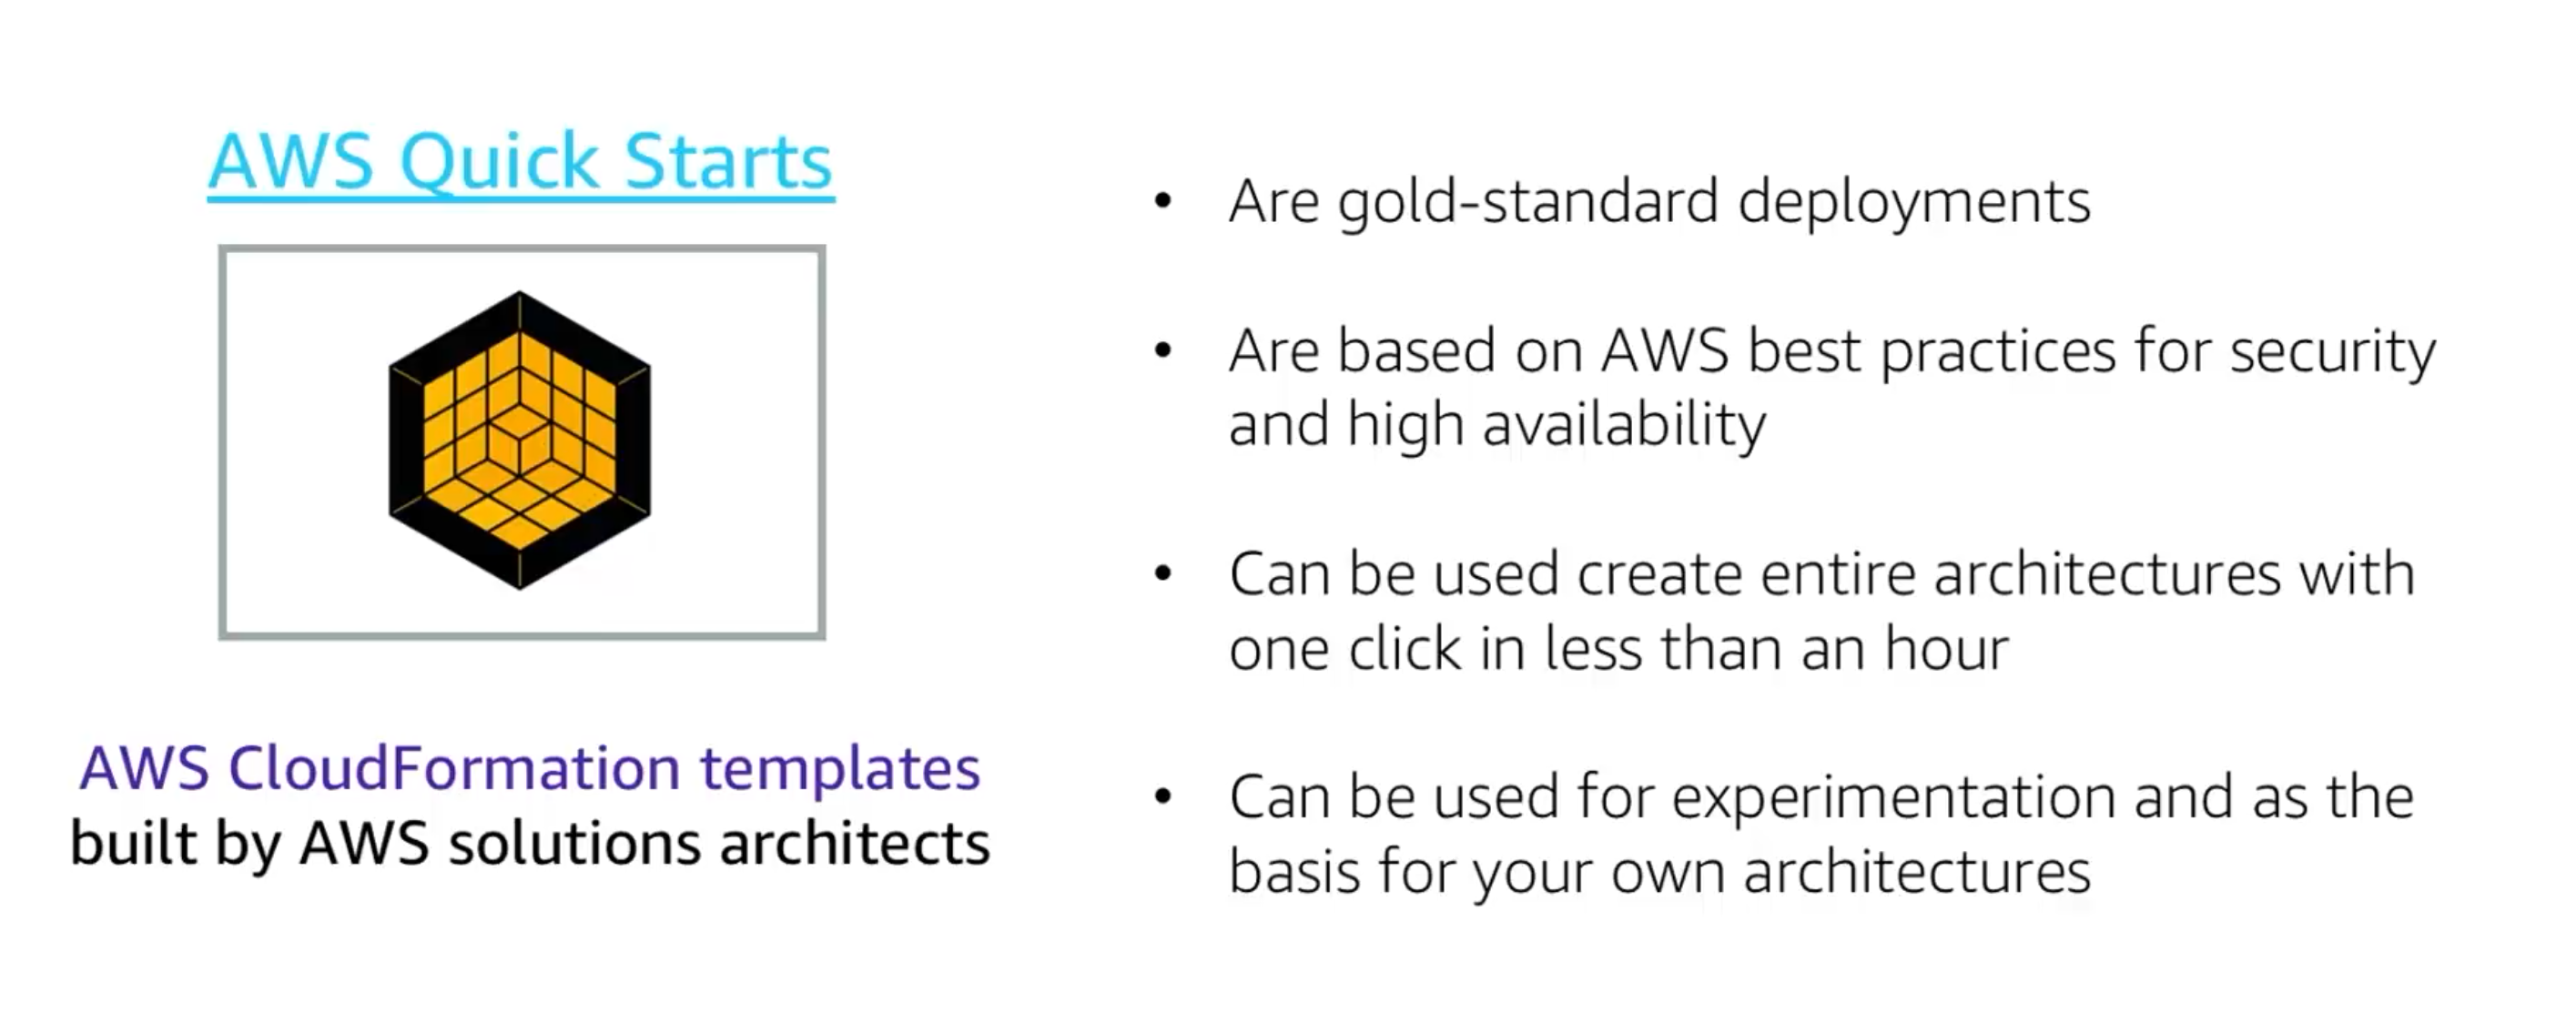 AWS Quick Starts
AWS CloudFormation templates
built by AWS solutions architects
• Are gold-standard deployments
• Are based on AWS best practices for security
and high availability
• Can be used create entire architectures with
one click in less than an hour
• Can be used for experimentation and as the
basis for your own architectures